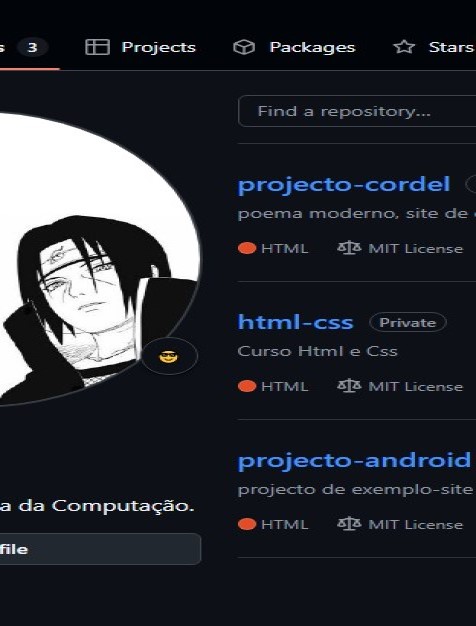 s 3 Projects Packages Stars
Find a repository...
projecto-cordel
poema moderno, site de
HTML MIT License
html-css Private
Curso Html e Css
HTML MIT License
projecto-android
projecto de exemplo-site
HTML MIT License
a da Computação.
file